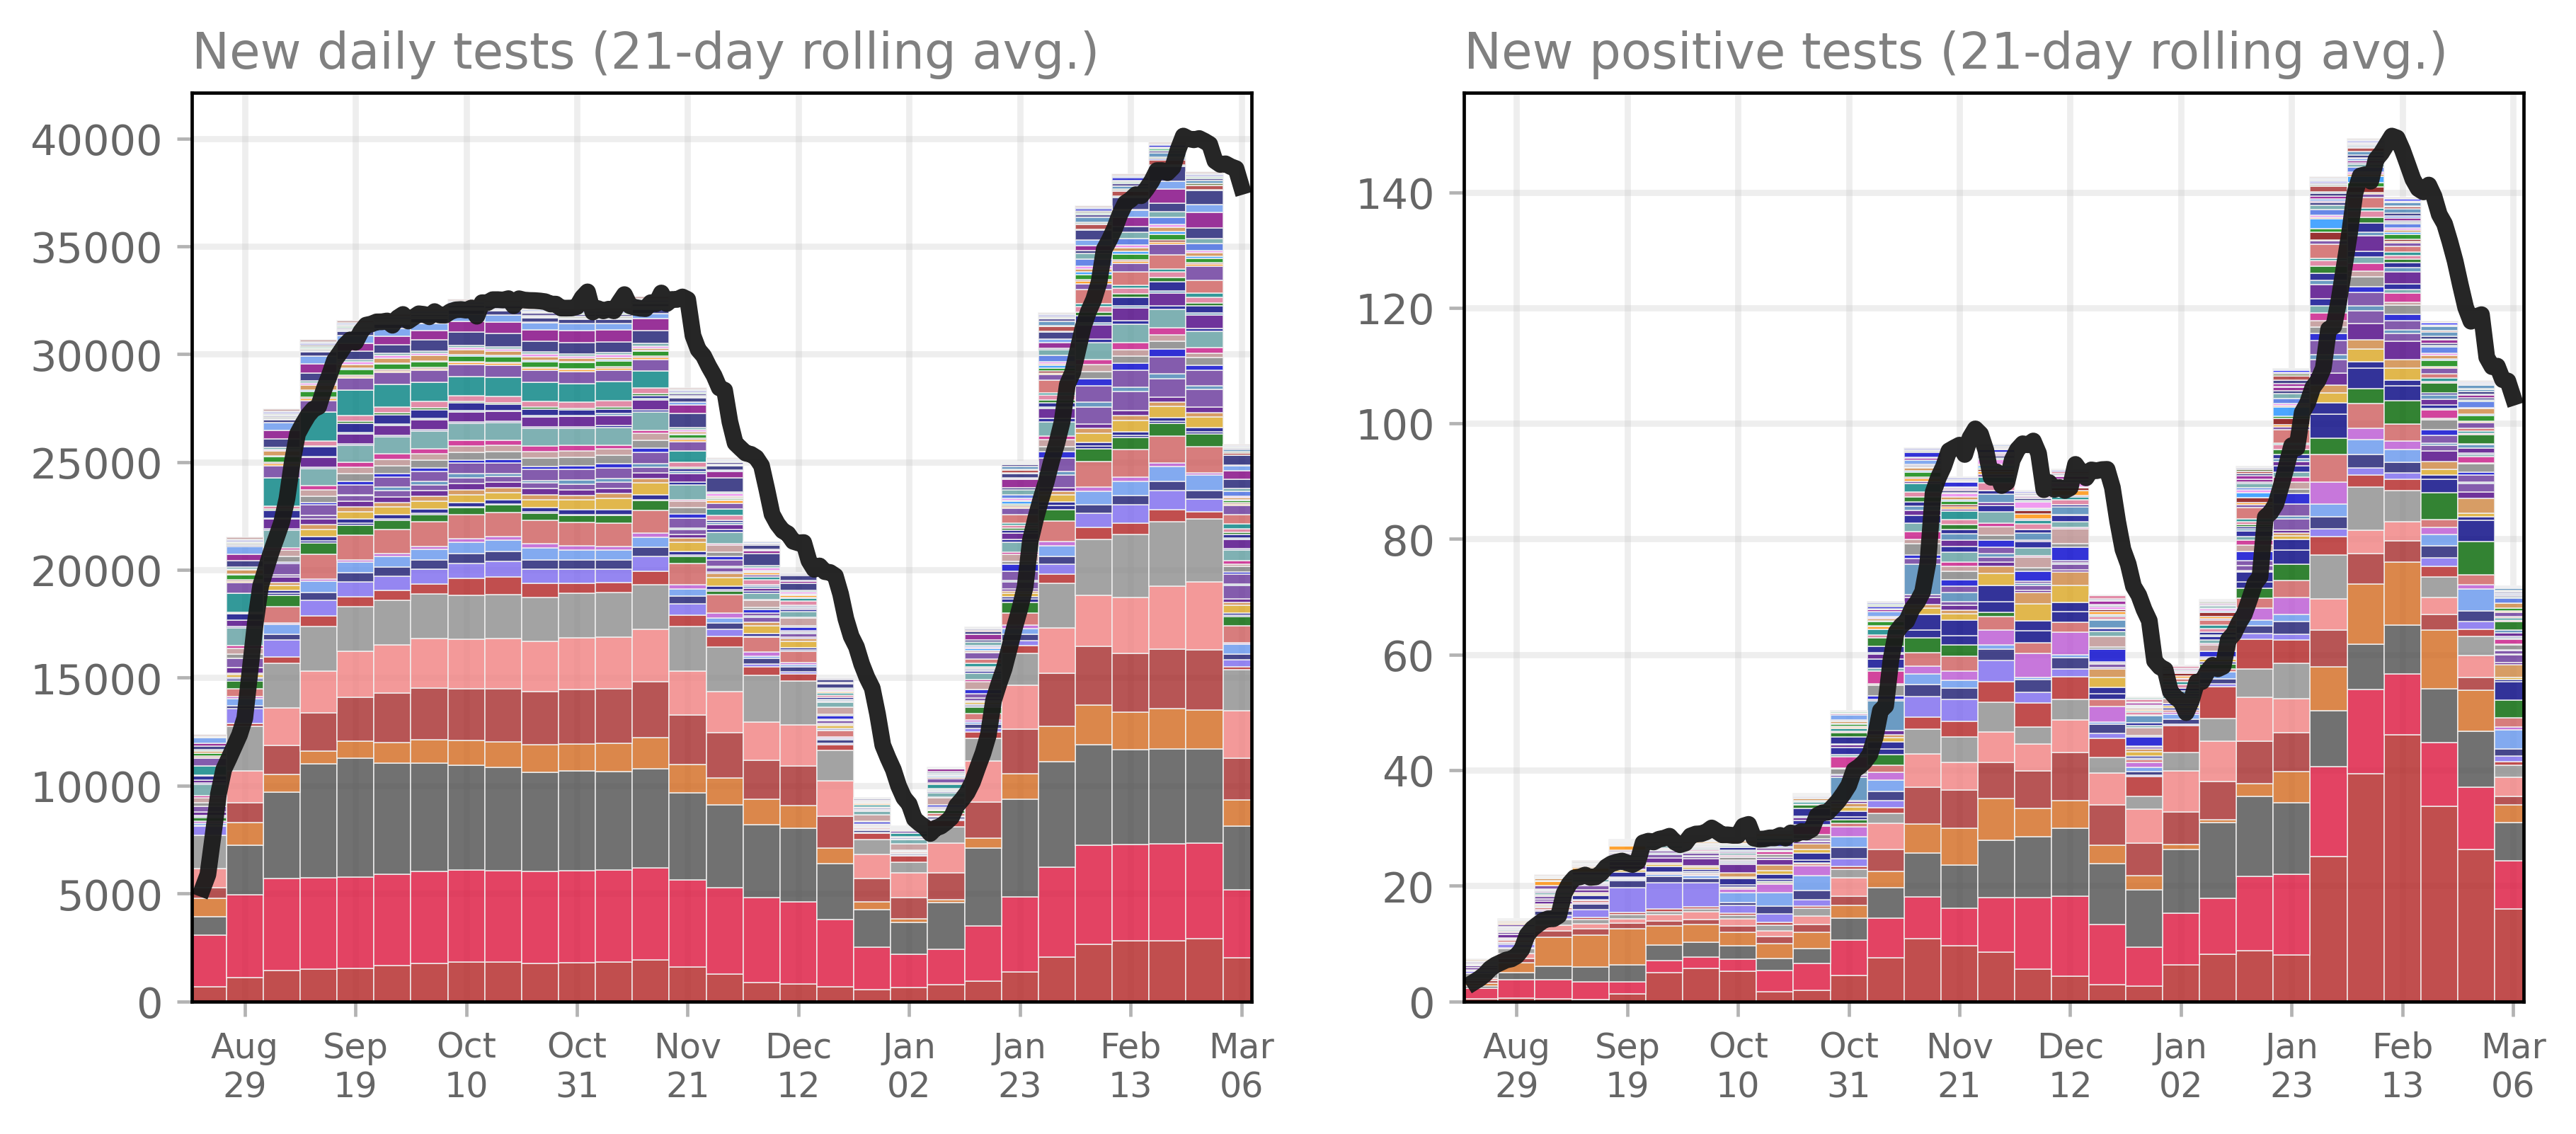 New daily tests (21-day rolling avg.)
40000
35000
30000
25000
20000
15000
10000
5000
0
Aug 29
Sep 19
Oct 10
Oct 31
Nov 21
Dec 12
Jan 02
Jan 23
Feb 13
Mar 06
New positive tests (21-day rolling avg.)
140
120
100
80
60
40
20
0
Aug 29
Sep 19
Oct 10
Oct 31
Nov 21
Dec 12
Jan 02
Jan 23
Feb 13
Mar 06